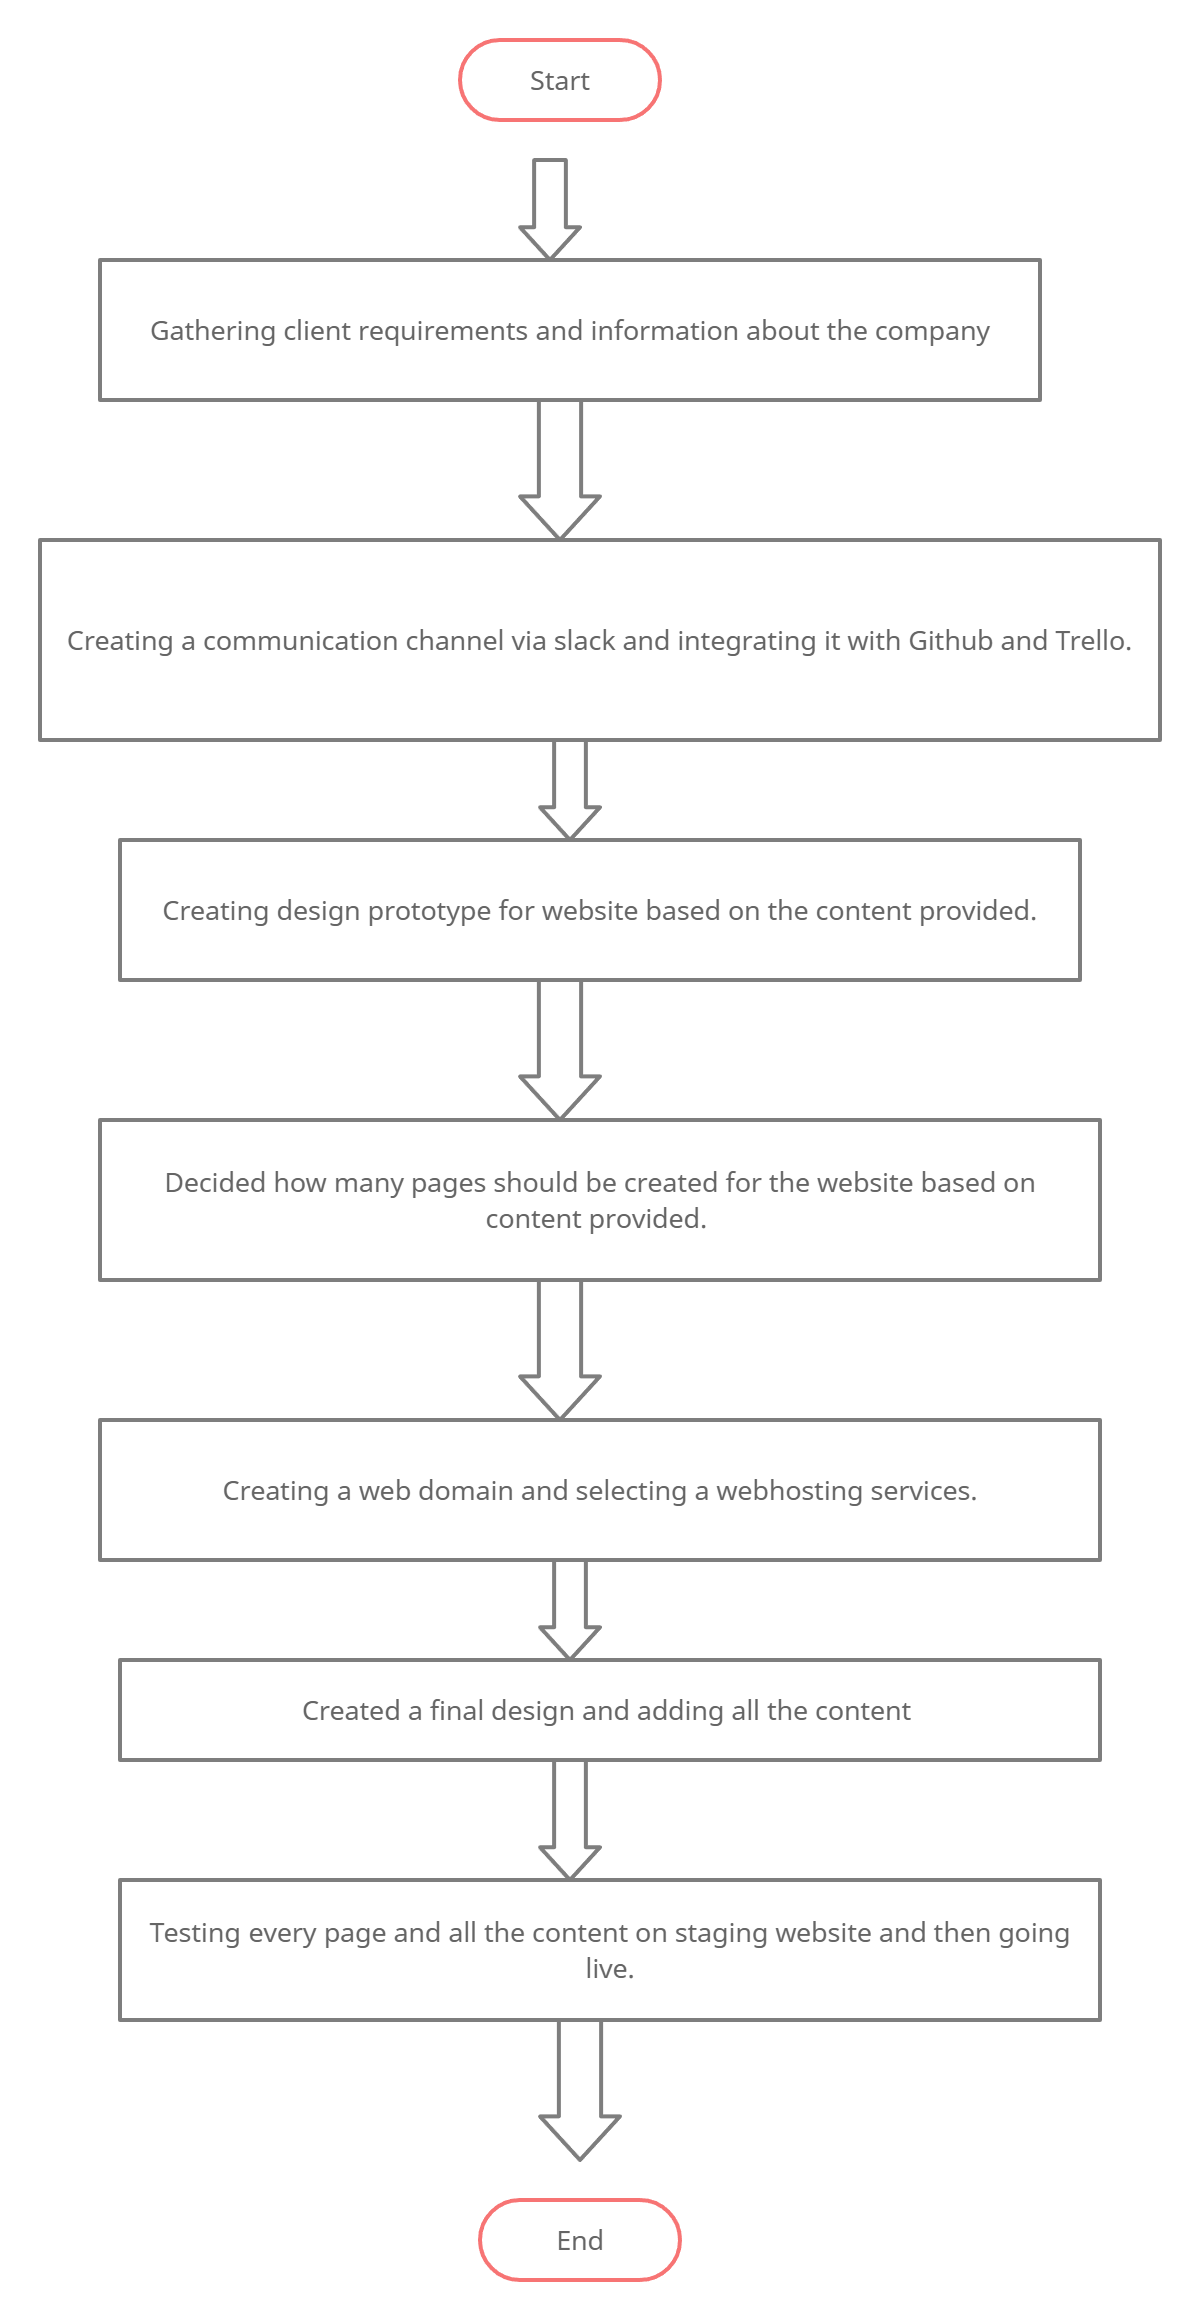 Start
Gathering client requirements and information about the company
Creating a communication channel via slack and integrating it with Github and Trello.
Creating design prototype for website based on the content provided.
Decided how many pages should be created for the website based on
content provided.
Creating a web domain and selecting a webhosting services.
Created a final design and adding all the content
Testing every page and all the content on staging website and then going
live.
End